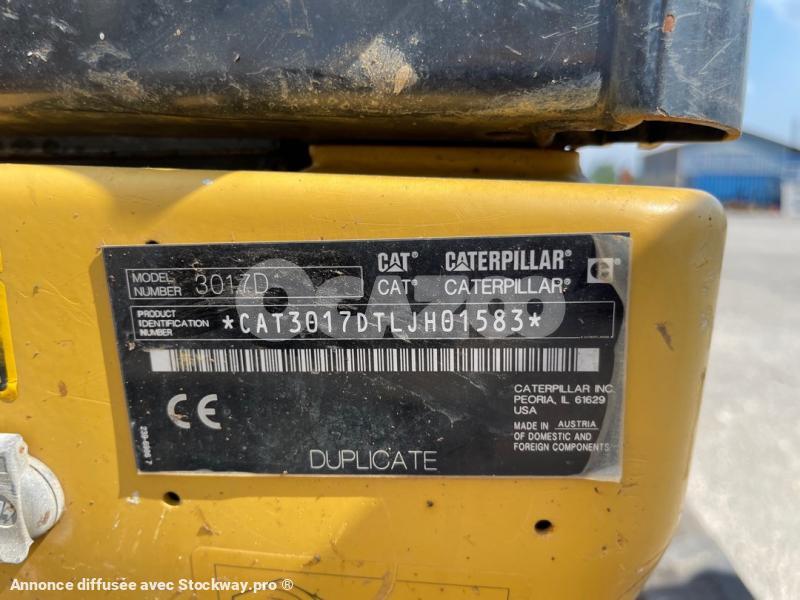 CAT® CATERPILLAR®
MODEL NUMBER 3017D
CAT® CATERPILLAR®
OCAZOO
PRODUCT IDENTIFICATION NUMBER *CAT3017DTLJH01583*
CE
CATERPILLAR INC.
PEORIA, IL 61629
USA
MADE IN AUSTRIA
OF DOMESTIC AND
FOREIGN COMPONENTS
DUPLICATE
Annonce diffusée avec Stockway.pro ®